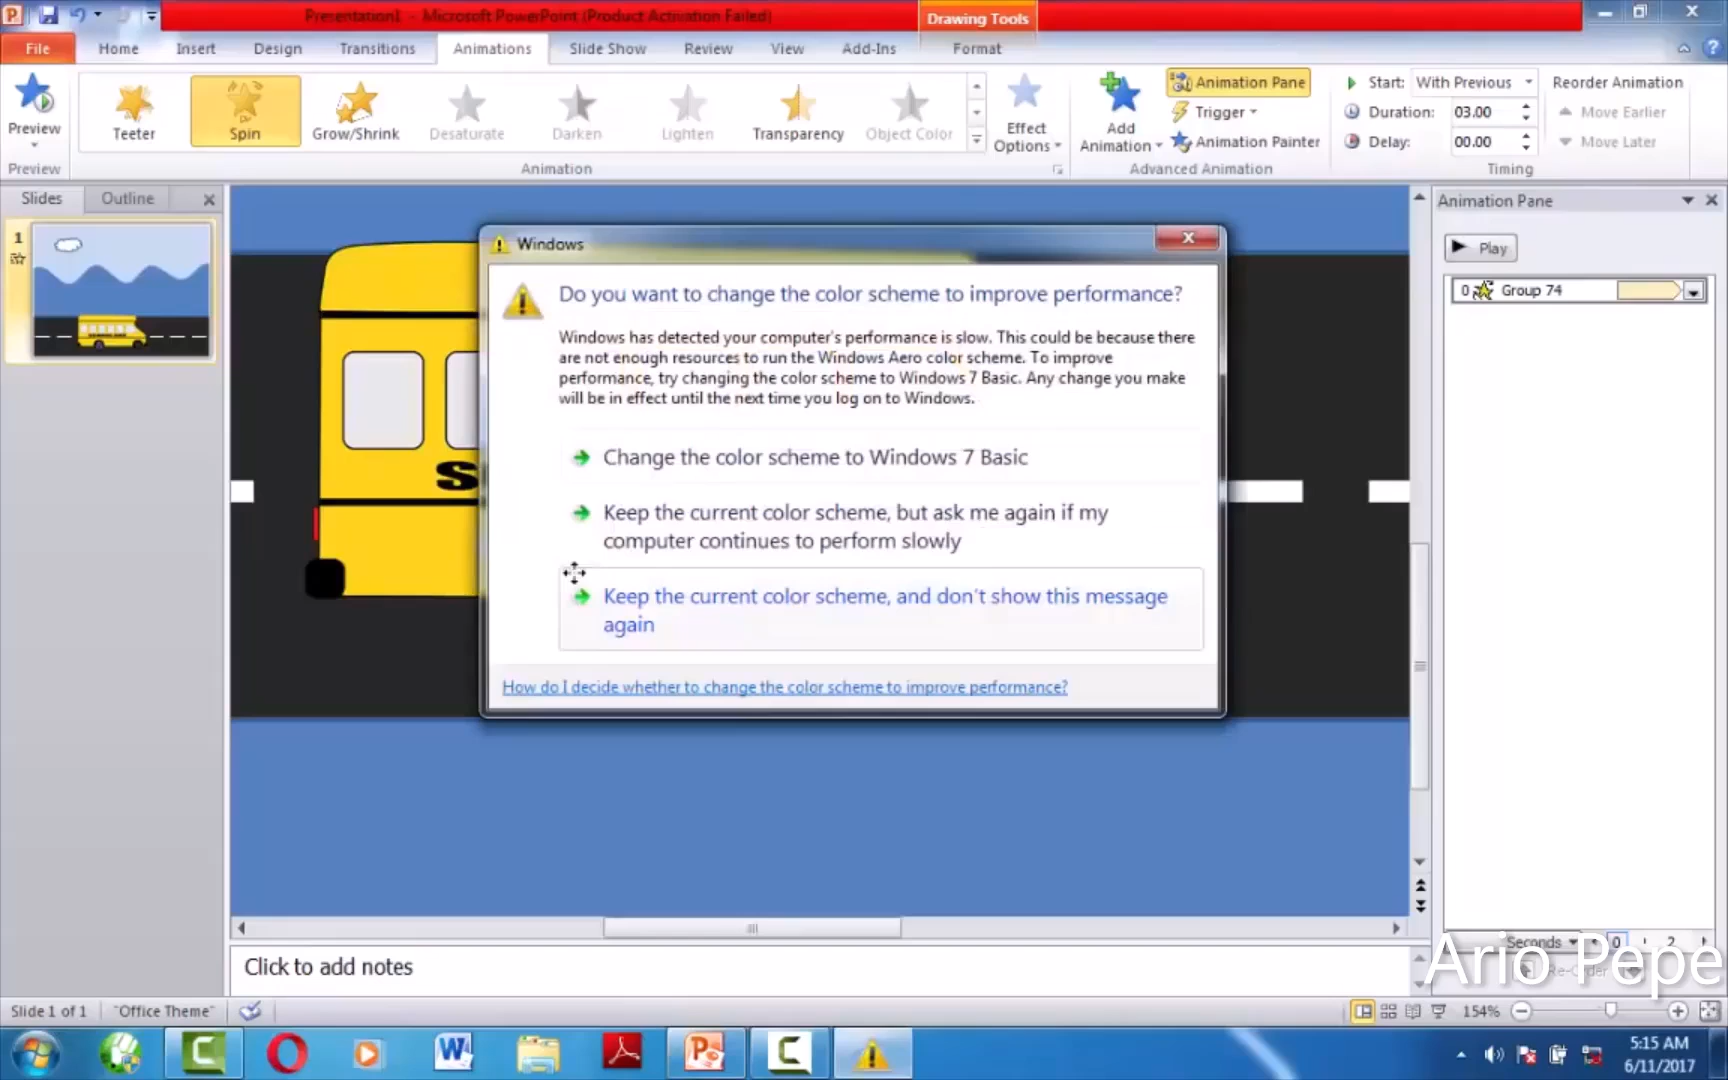 Presentation1 - Microsoft PowerPoint (Product Activation Failed)
Drawing Tools
File Home Insert Design Transitions Animations Slide Show Review View Add-Ins Format
Preview
Teeter
Spin
Grow/Shrink
Desaturate
Darken
Lighten
Transparency
Object Color
Effect
Options
Add
Animation
Animation Pane
Trigger
Animation Painter
Start: With Previous
Duration: 03.00
Delay: 00.00
Reorder Animation
Move Earlier
Move Later
Preview
Animation
Advanced Animation
Timing
Slides Outline
1
Windows
Do you want to change the color scheme to improve performance?
Windows has detected your computer's performance is slow. This could be because there
are not enough resources to run the Windows Aero color scheme. To improve
performance, try changing the color scheme to Windows 7 Basic. Any change you make
will be in effect until the next time you log on to Windows.
Change the color scheme to Windows 7 Basic
Keep the current color scheme, but ask me again if my
computer continues to perform slowly
Keep the current color scheme, and don't show this message
again
How do I decide whether to change the color scheme to improve performance?
S
Animation Pane
Play
0 Group 74
Seconds 0 2
Re-Order
Ario Pepe
Click to add notes
Slide 1 of 1 "Office Theme" 154%
5:15 AM
6/11/2017